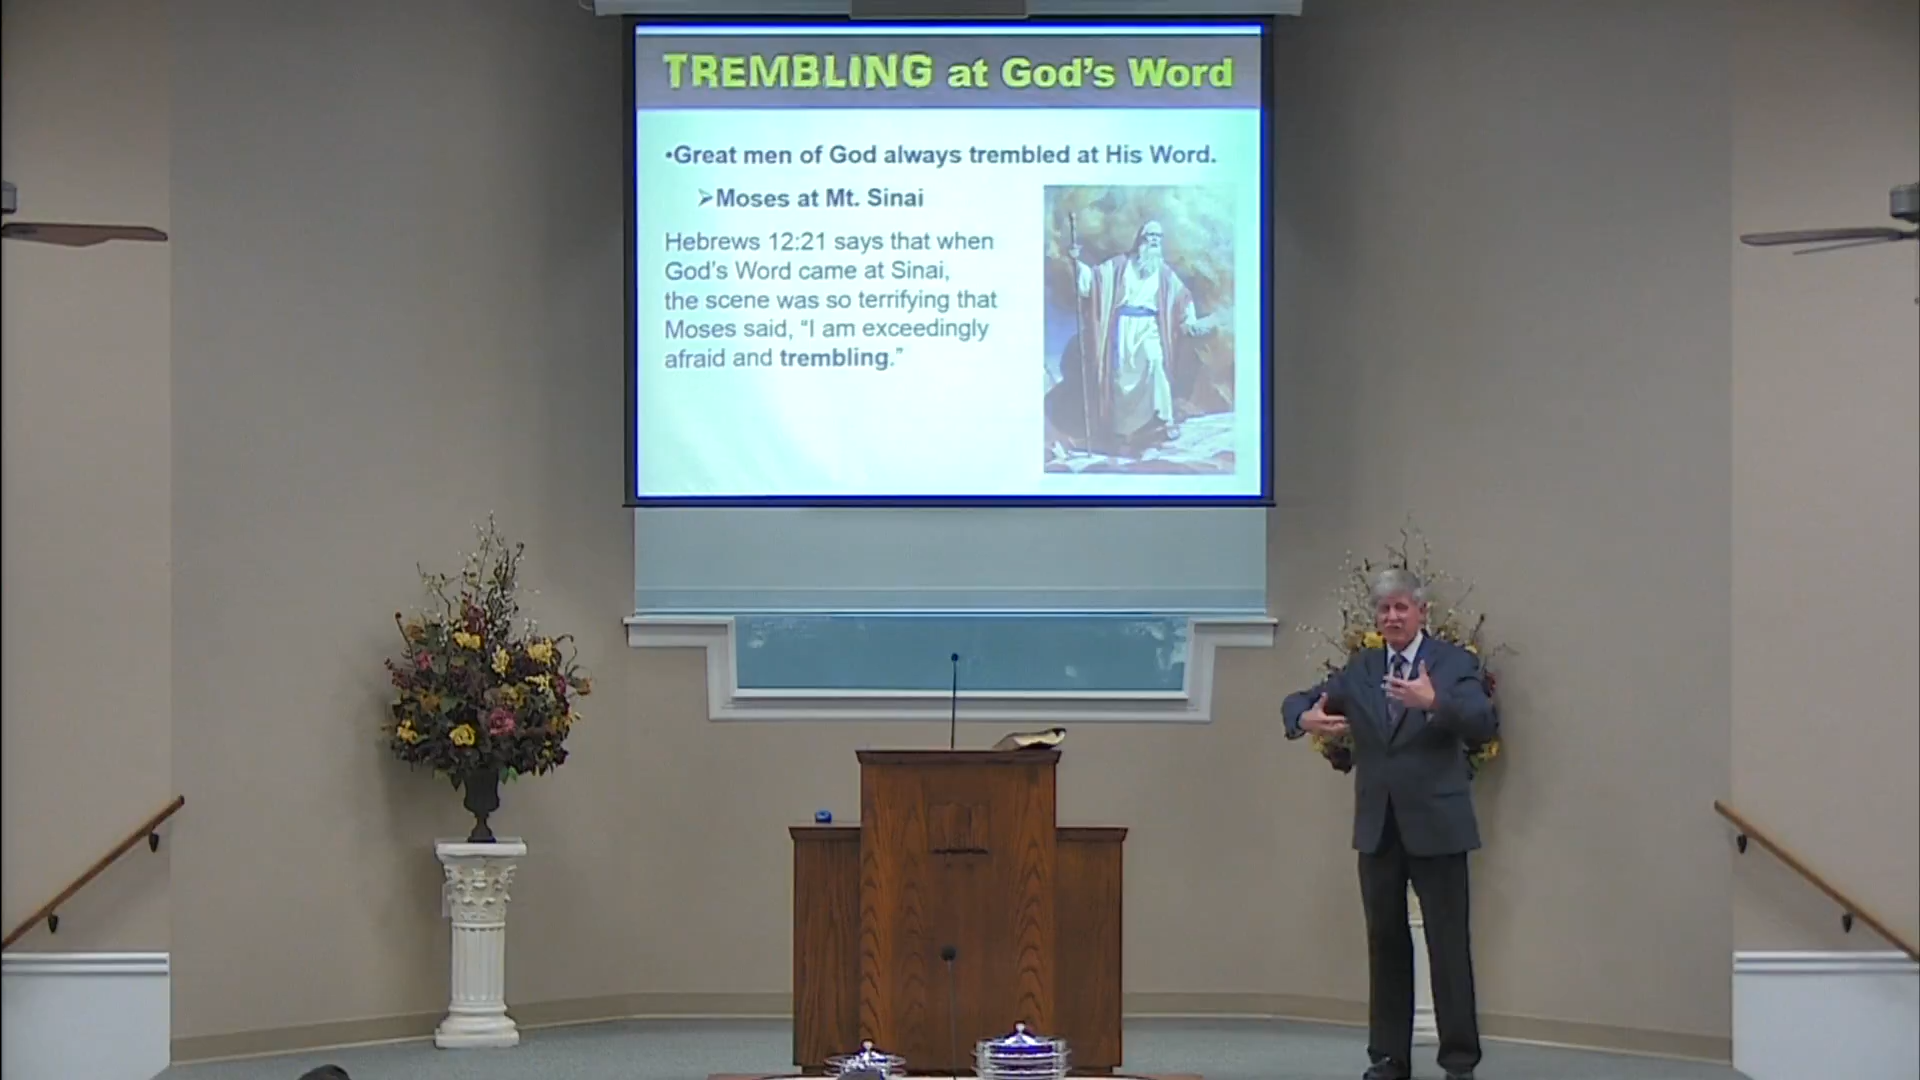 TREMBLING at God's Word
•Great men of God always trembled at His Word.
➢Moses at Mt. Sinai
Hebrews 12:21 says that when
God's Word came at Sinai,
the scene was so terrifying that
Moses said, “I am exceedingly
afraid and trembling.”